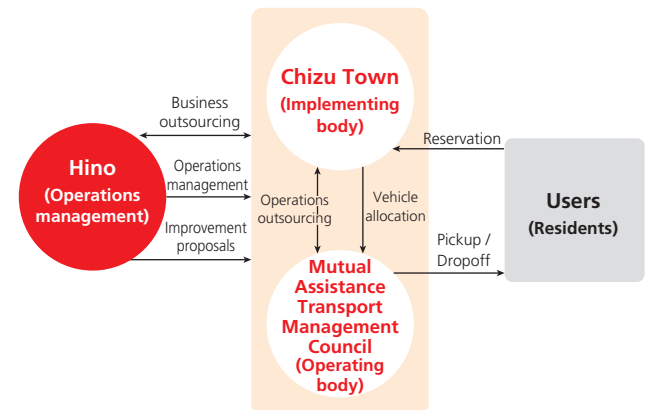 Chizu Town
(Implementing
body)
Business
outsourcing
Hino
(Operations
management)
Operations
management
Improvement
proposals
Operations
outsourcing
Vehicle
allocation
Reservation
Users
(Residents)
Pickup /
Dropoff
Mutual
Assistance
Transport
Management
Council
(Operating
body)